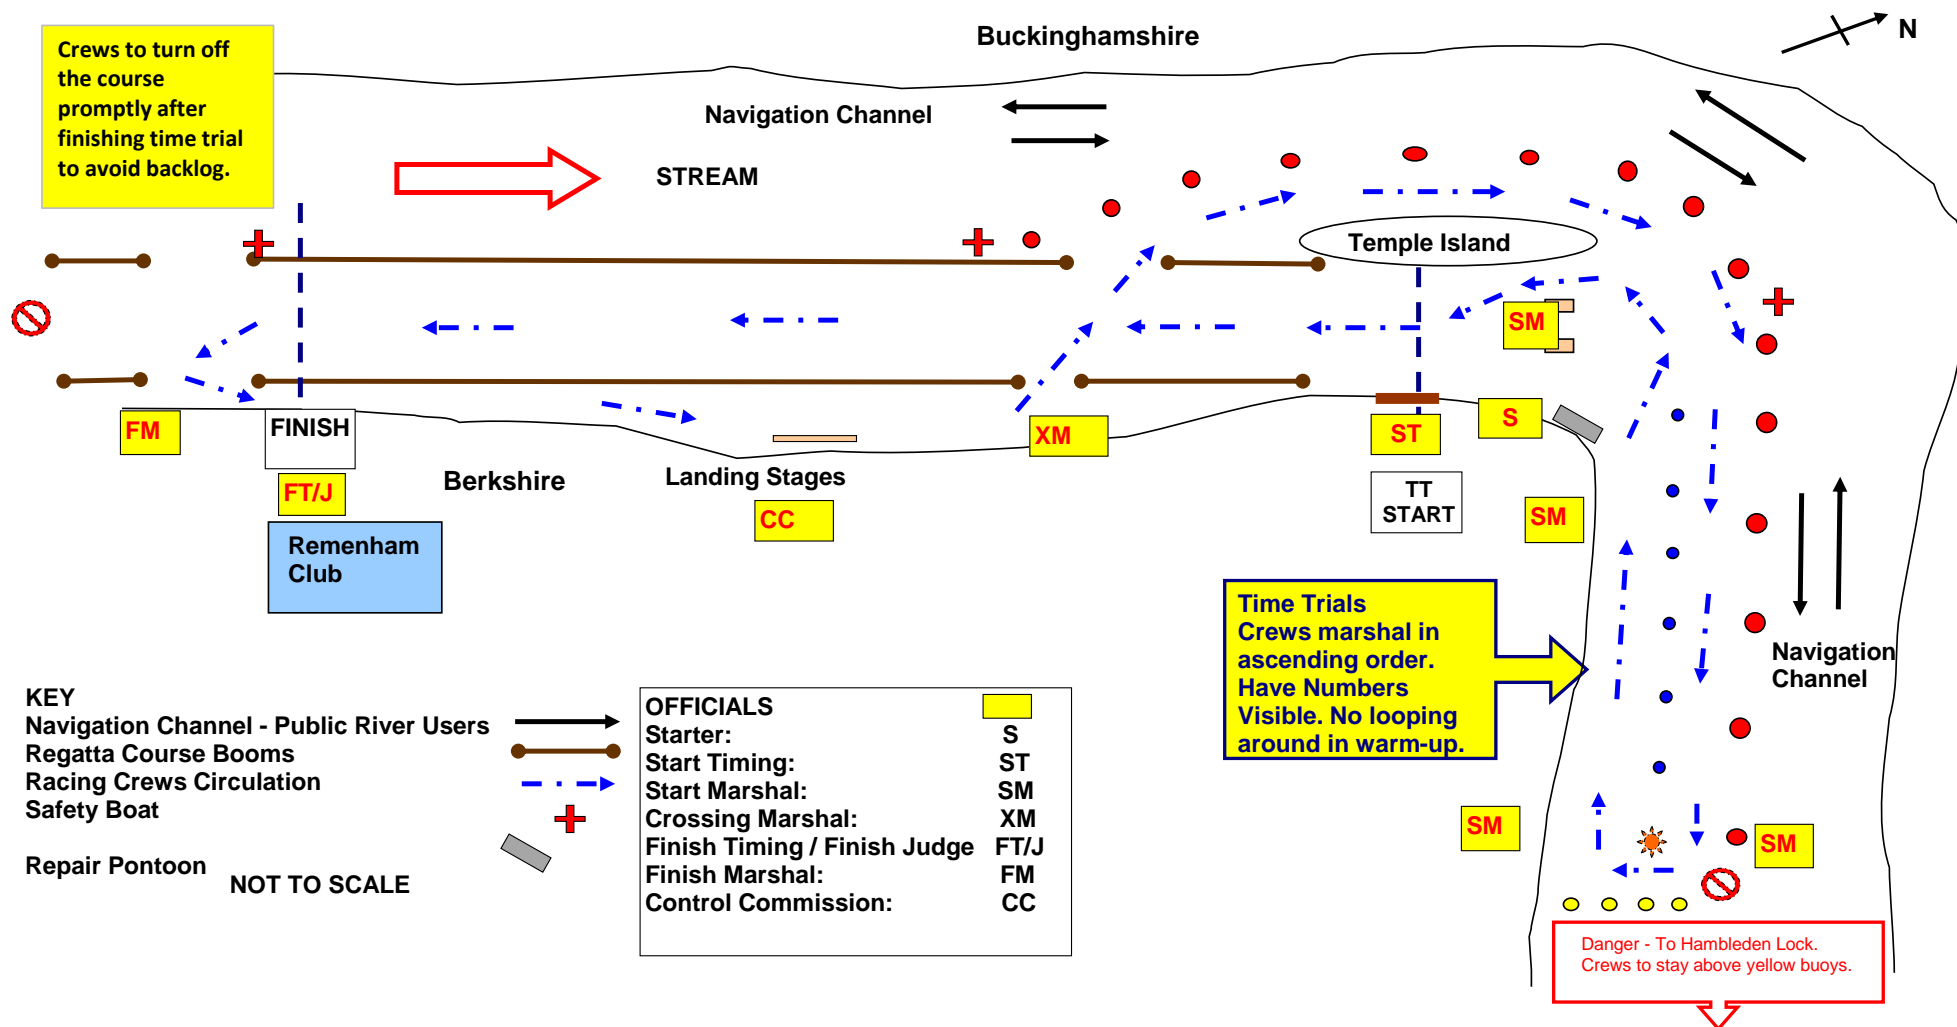 Buckinghamshire
N
Crews to turn off
the course
promptly after
finishing time trial
to avoid backlog.
Navigation Channel
STREAM
Temple Island
SM
FM
FINISH
XM
ST
S
FT/J
Berkshire
Landing Stages
CC
TT
START
SM
Remenham
Club
Time Trials
Crews marshal in
ascending order.
Have Numbers
Visible. No looping
around in warm-up.
Navigation
Channel
SM
SM
KEY
Navigation Channel - Public River Users
Regatta Course Booms
Racing Crews Circulation
Safety Boat
Repair Pontoon
NOT TO SCALE
OFFICIALS
Starter: S
Start Timing: ST
Start Marshal: SM
Crossing Marshal: XM
Finish Timing / Finish Judge FT/J
Finish Marshal: FM
Control Commission: CC
Danger - To Hambleden Lock.
Crews to stay above yellow buoys.